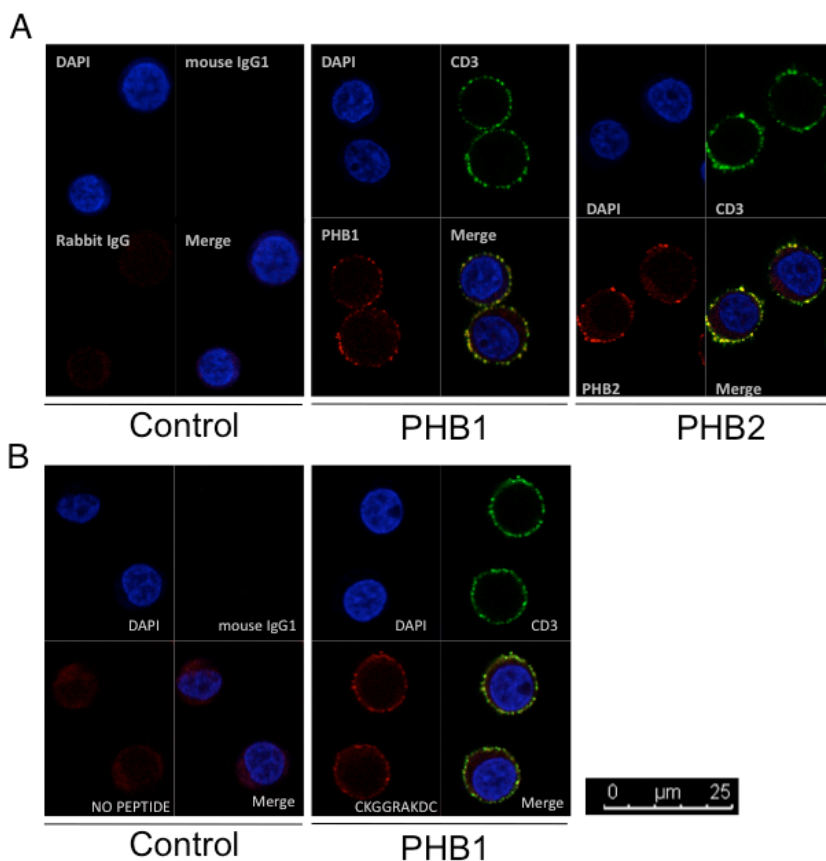 A
DAPI
mouse IgG1
DAPI
CD3
DAPI
CD3
Rabbit IgG
Merge
PHB1
Merge
PHB2
Merge
Control
PHB1
PHB2
B
DAPI
mouse IgG1
DAPI
CD3
NO PEPTIDE
Merge
CKGGRAKDC
Merge
0 µm 25
Control
PHB1